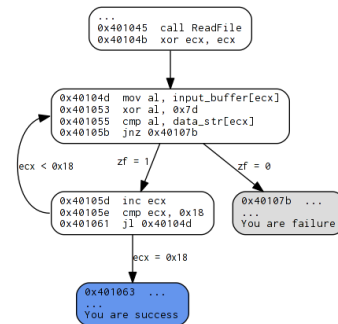 ...
0x401045 call ReadFile
0x40104b xor ecx, ecx
0x40104d mov al, input_buffer[ecx]
0x401053 xor al, 0x7d
0x401055 cmp al, data_str[ecx]
0x40105b jnz 0x40107b
ecx < 0x18
zf = 1
zf = 0
0x40105d inc ecx
0x40105e cmp ecx, 0x18
0x401061 jl 0x40104d
0x40107b ...
...
You are failure
ecx = 0x18
0x401063 ...
...
You are success